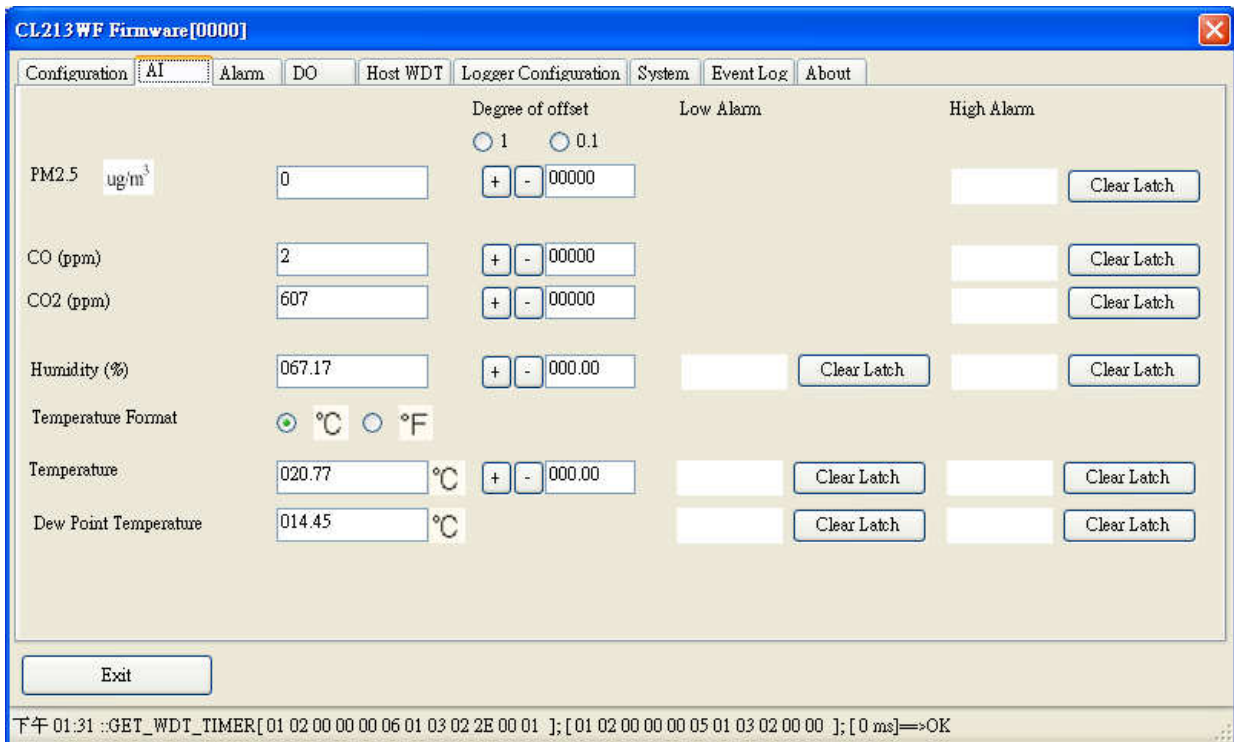 CL213WF Firmware[0000]
Configuration AI Alarm DO Host WDT Logger Configuration System Event Log About
Degree of offset Low Alarm High Alarm
1 0.1
PM2.5 ug/m³ 0 + - 00000 Clear Latch
CO (ppm) 2 + - 00000 Clear Latch
CO2 (ppm) 607 + - 00000 Clear Latch
Humidity (%) 067.17 + - 000.00 Clear Latch Clear Latch
Temperature Format °C °F
Temperature 020.77 °C + - 000.00 Clear Latch Clear Latch
Dew Point Temperature 014.45 °C Clear Latch Clear Latch
Exit
下午 01:31 ::GET_WDT_TIMER[ 01 02 00 00 00 06 01 03 02 2E 00 01 ]; [ 01 02 00 00 00 05 01 03 02 00 00 ]; [ 0 ms]==>OK